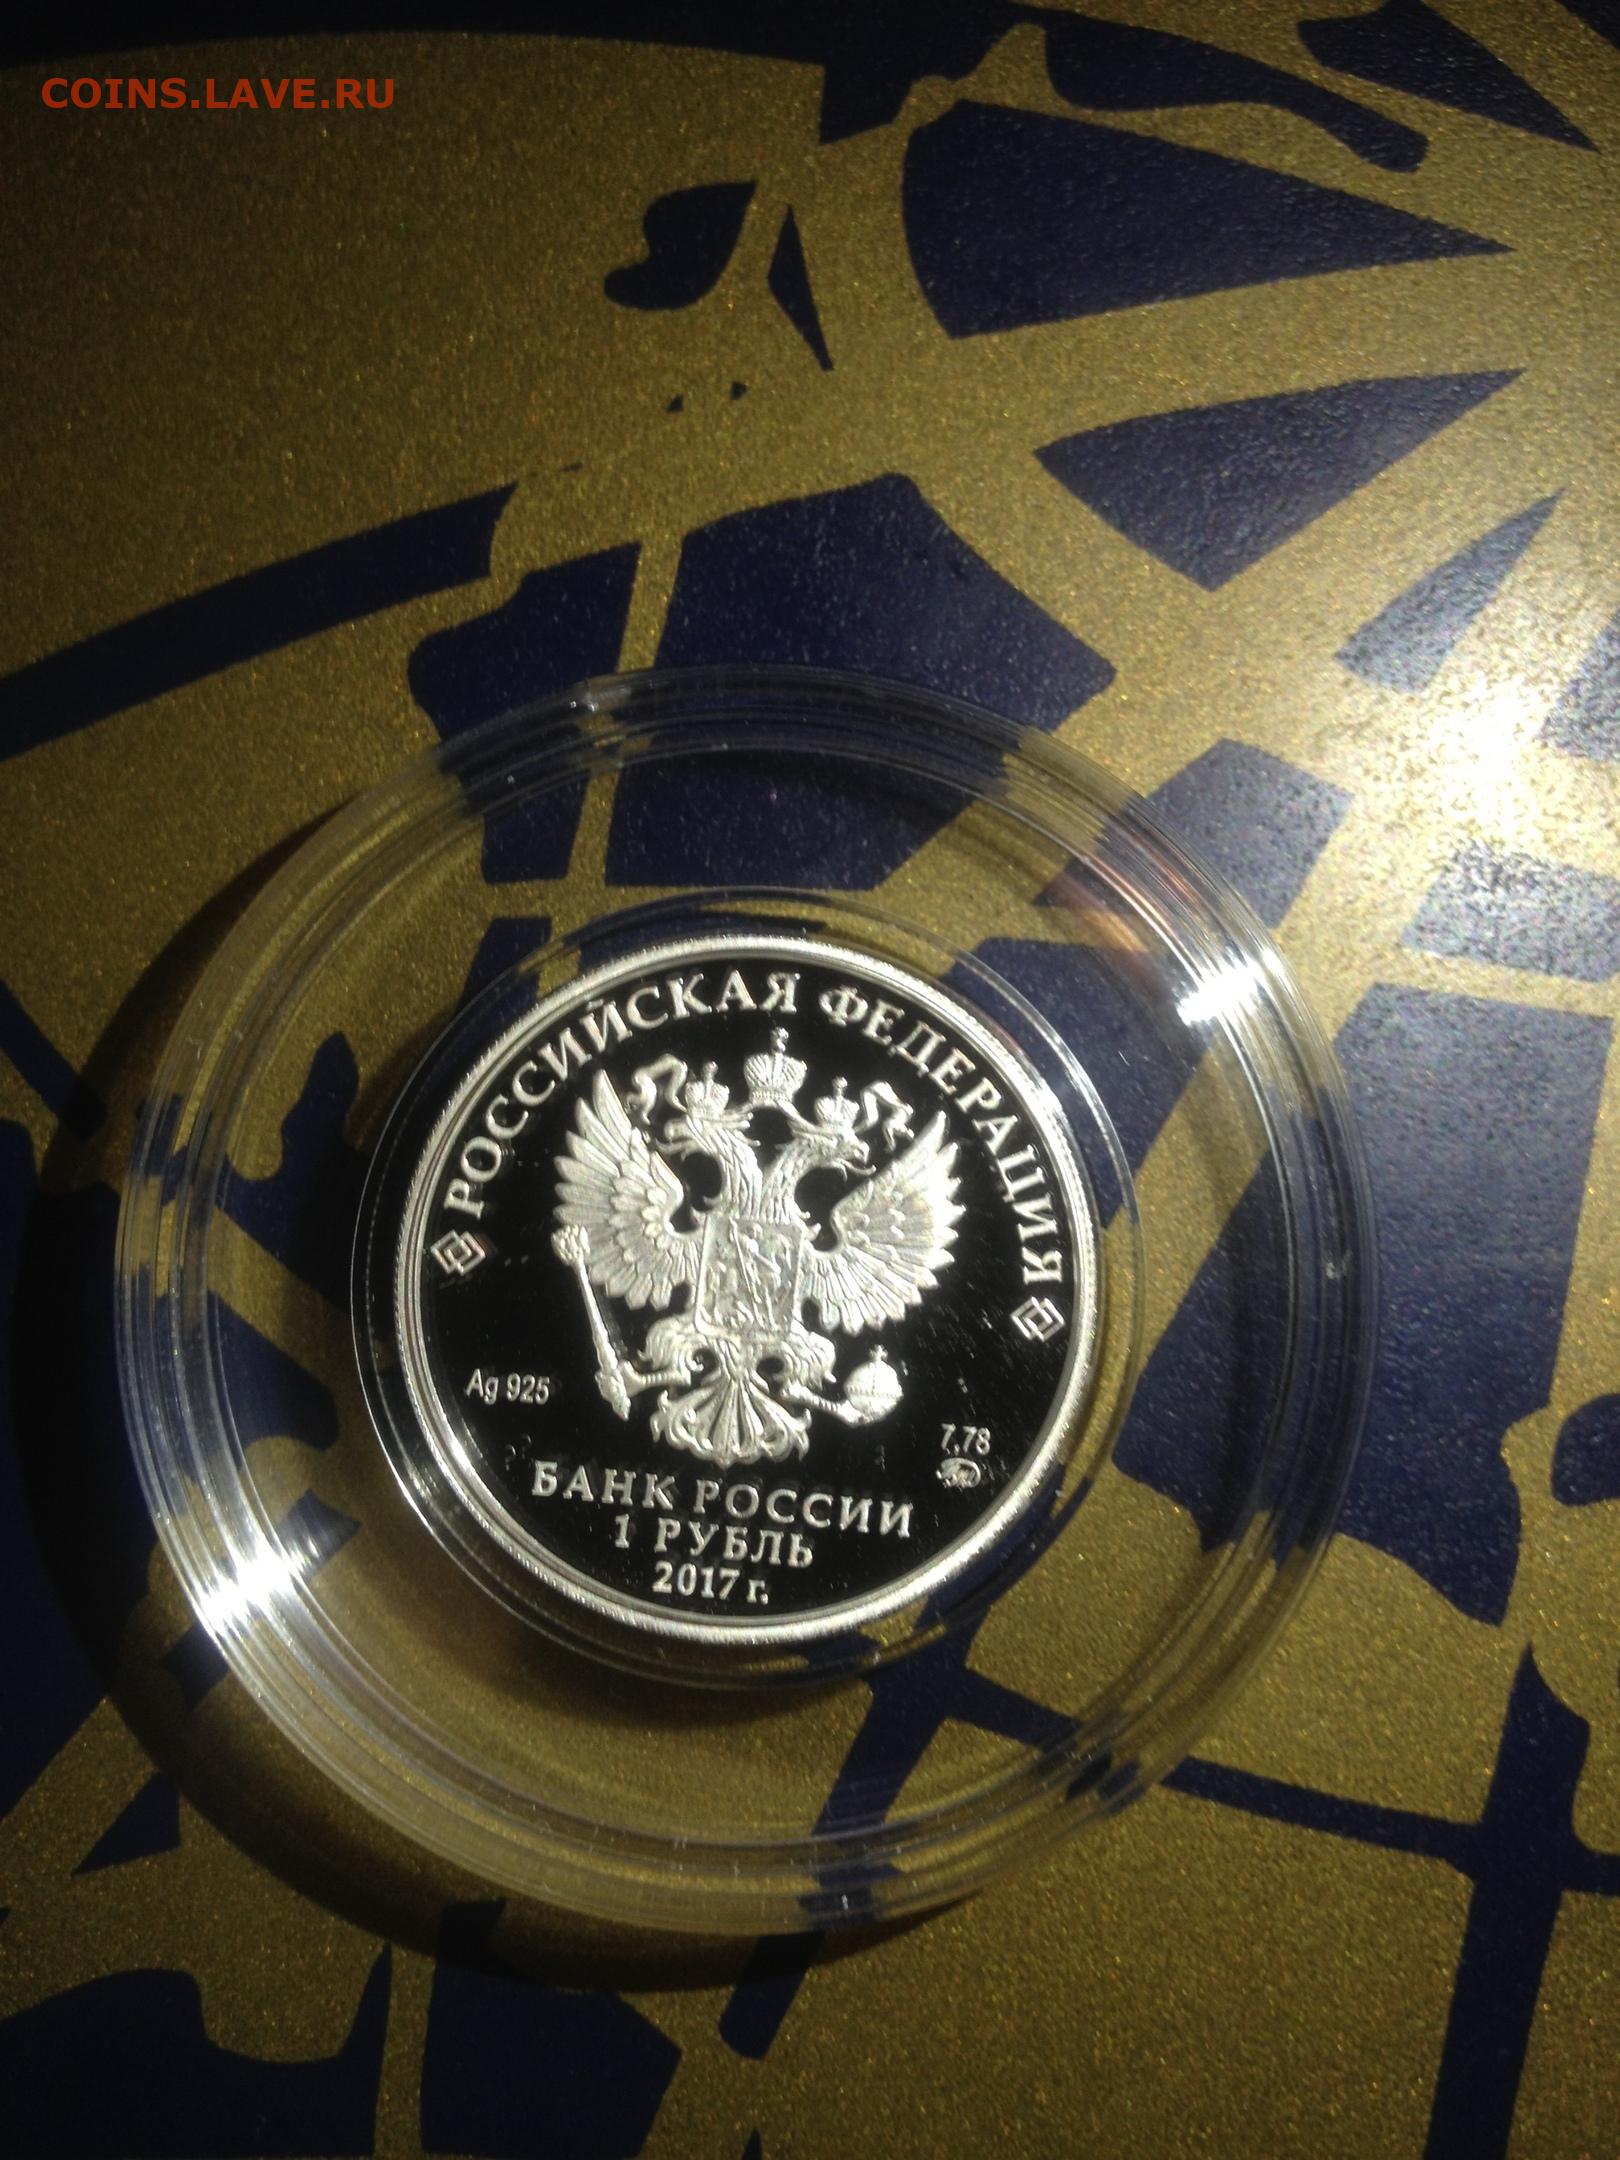 COINS.LAVE.RU
РОССИЙСКАЯ ФЕДЕРАЦИЯ
Ag 925
7,78
БАНК РОССИИ
1 РУБЛЬ
2017 г.